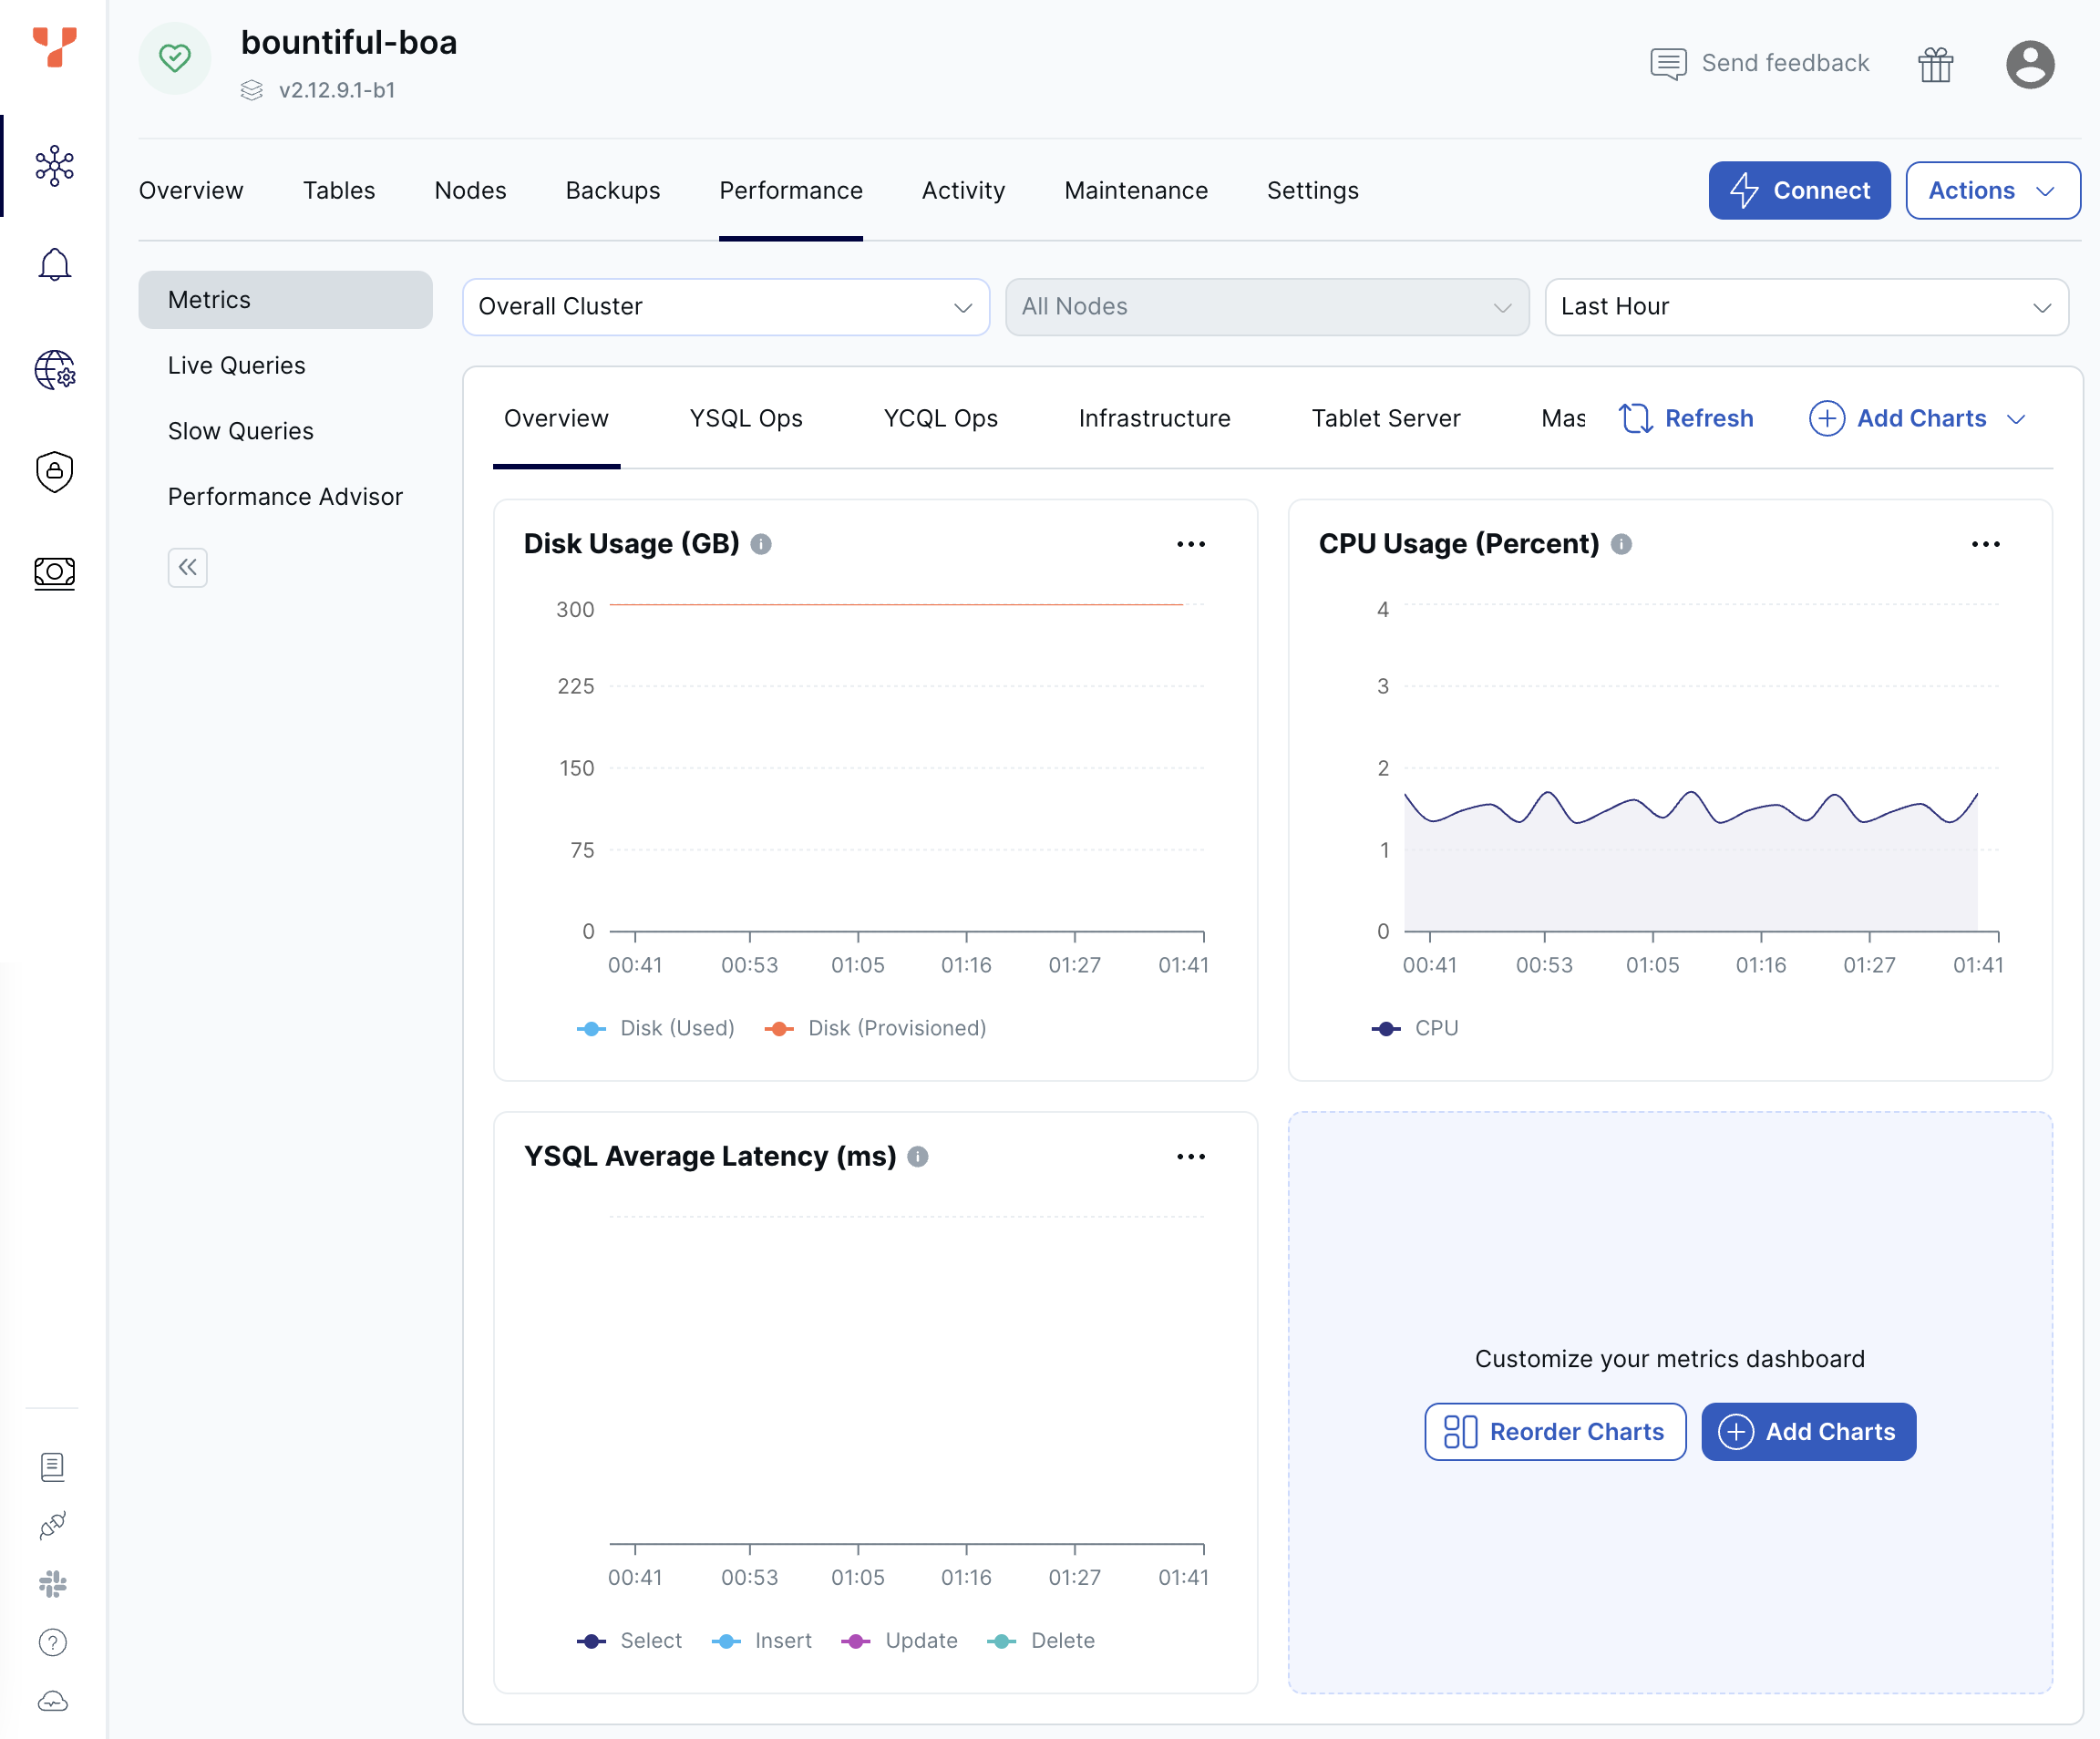 bountiful-boa
v2.12.9.1-b1
Send feedback
Overview Tables Nodes Backups Performance Activity Maintenance Settings
Connect
Actions
Metrics
Live Queries
Slow Queries
Performance Advisor
Overall Cluster
All Nodes
Last Hour
Overview YSQL Ops YCQL Ops Infrastructure Tablet Server Mas
Refresh
Add Charts
Disk Usage (GB)
300
225
150
75
0
00:41 00:53 01:05 01:16 01:27 01:41
Disk (Used) Disk (Provisioned)
CPU Usage (Percent)
4
3
2
1
0
00:41 00:53 01:05 01:16 01:27 01:41
CPU
YSQL Average Latency (ms)
00:41 00:53 01:05 01:16 01:27 01:41
Select Insert Update Delete
Customize your metrics dashboard
Reorder Charts
Add Charts